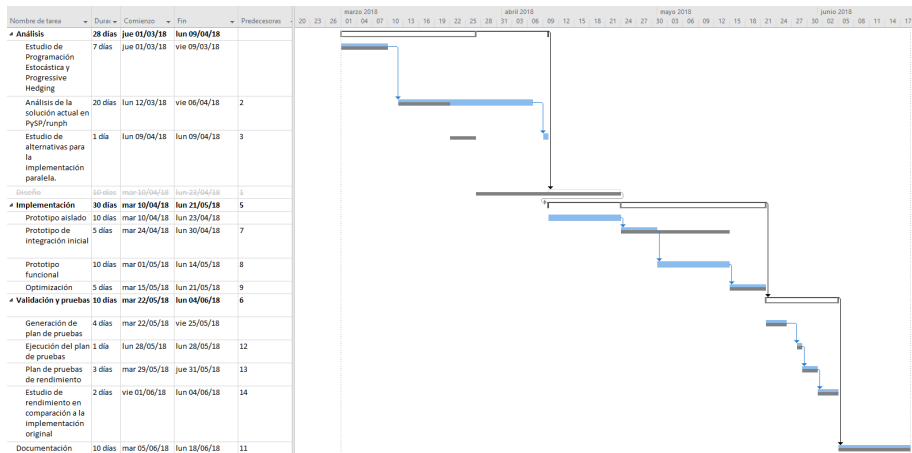 marzo 2018 abril 2018 mayo 2018 junio 2018
Nombre de tarea Durac Comienzo Fin Predecesoras 20 23 26 01 04 07 10 13 16 19 22 25 28 31 03 06 09 12 15 18 21 24 27 30 03 06 09 12 15 18 21 24 27 30 02 05 08 11 14 17
Análisis 28 días jue 01/03/18 lun 09/04/18
Estudio de 7 días jue 01/03/18 vie 09/03/18
Programación
Estocástica y
Progressive
Hedging
Análisis de la 20 días lun 12/03/18 vie 06/04/18 2
solución actual en
PySP/runph
Estudio de 1 día lun 09/04/18 lun 09/04/18 3
alternativas para
la
implementación
paralela.
Diseño 10 días mar 10/04/18 lun 23/04/18 1
Implementación 30 días mar 10/04/18 lun 21/05/18 5
Prototipo aislado 10 días mar 10/04/18 lun 23/04/18
Prototipo de 5 días mar 24/04/18 lun 30/04/18 7
integración inicial
Prototipo 10 días mar 01/05/18 lun 14/05/18 8
funcional
Optimización 5 días mar 15/05/18 lun 21/05/18 9
Validación y pruebas 10 días mar 22/05/18 lun 04/06/18 6
Generación de 4 días mar 22/05/18 vie 25/05/18
plan de pruebas
Ejecución del plan 1 día lun 28/05/18 lun 28/05/18 12
de pruebas
Plan de pruebas 3 días mar 29/05/18 jue 31/05/18 13
de rendimiento
Estudio de 2 días vie 01/06/18 lun 04/06/18 14
rendimiento en
comparación a la
implementación
original
Documentación 10 días mar 05/06/18 lun 18/06/18 11